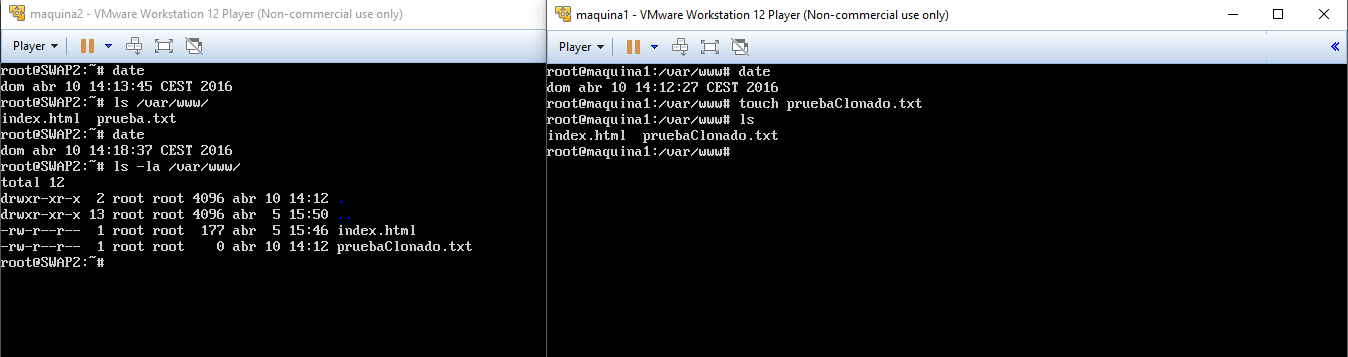 maquina2 - VMware Workstation 12 Player (Non-commercial use only)
Player
root@SWAP2:~# date
dom abr 10 14:13:45 CEST 2016
root@SWAP2:~# ls /var/www/
index.html  prueba.txt
root@SWAP2:~# date
dom abr 10 14:18:37 CEST 2016
root@SWAP2:~# ls -la /var/www/
total 12
drwxr-xr-x  2 root root 4096 abr 10 14:12 .
drwxr-xr-x 13 root root 4096 abr  5 15:50 ..
-rw-r--r--  1 root root  177 abr  5 15:46 index.html
-rw-r--r--  1 root root    0 abr 10 14:12 pruebaClonado.txt
root@SWAP2:~#
maquina1 - VMware Workstation 12 Player (Non-commercial use only)
Player
root@maquina1:/var/www# date
dom abr 10 14:12:27 CEST 2016
root@maquina1:/var/www# touch pruebaClonado.txt
root@maquina1:/var/www# ls
index.html  pruebaClonado.txt
root@maquina1:/var/www#